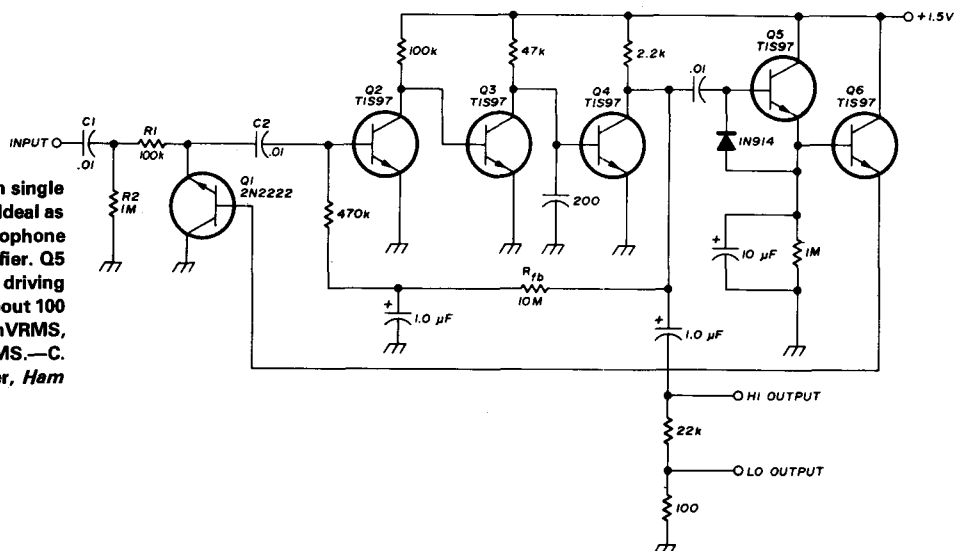 n single
Ideal as
ophone
fier. Q5
driving
out 100
nVRMS,
MS.—C.
er, Ham
INPUT
C1
.01
R1
100k
R2
1M
Q1
2N2222
C2
.01
470k
100k
Q2
TIS97
47k
Q3
TIS97
2.2k
Q4
TIS97
200
.01
Q5
TIS97
1N914
Q6
TIS97
+1.5V
+
10 µF
1M
Rfb
10M
+
1.0 µF
+
1.0 µF
HI OUTPUT
22k
LO OUTPUT
100